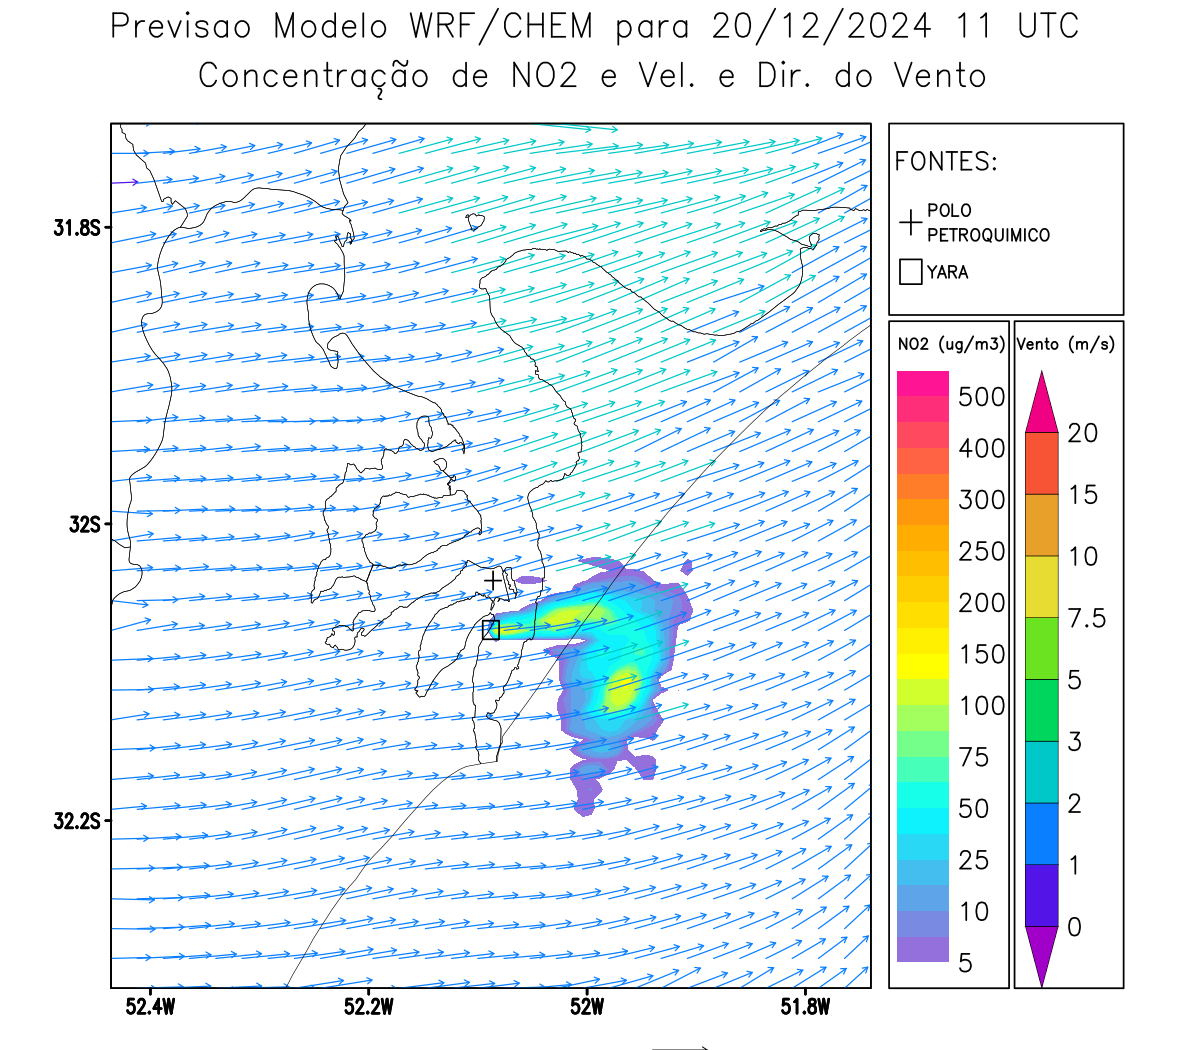 Previsao Modelo WRF/CHEM para 20/12/2024 11 UTC
Concentração de NO2 e Vel. e Dir. do Vento
FONTES:
POLO
PETROQUIMICO
YARA
31.8S
32S
32.2S
52.4W
52.2W
52W
51.8W
NO2 (ug/m3)
500
400
300
250
200
150
100
75
50
25
10
5
Vento (m/s)
20
15
10
7.5
5
3
2
1
0